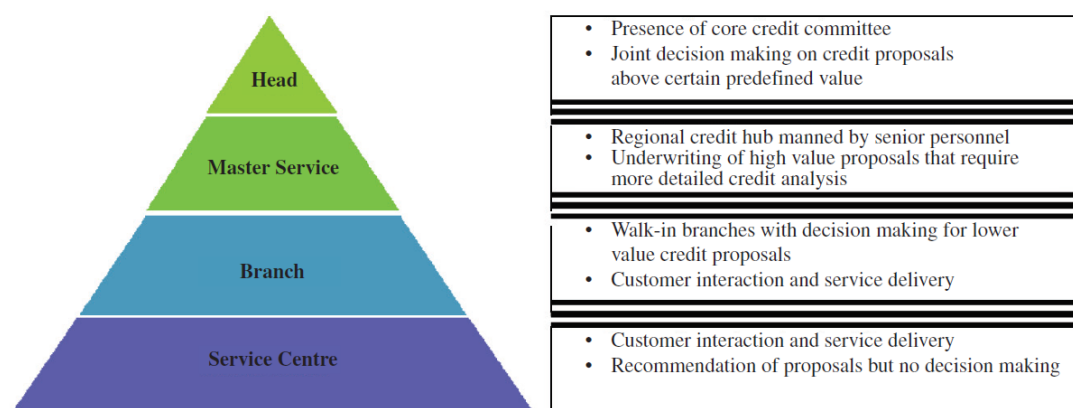 Head
• Presence of core credit committee
• Joint decision making on credit proposals
above certain predefined value
Master Service
• Regional credit hub manned by senior personnel
• Underwriting of high value proposals that require
more detailed credit analysis
Branch
• Walk-in branches with decision making for lower
value credit proposals
• Customer interaction and service delivery
Service Centre
• Customer interaction and service delivery
• Recommendation of proposals but no decision making